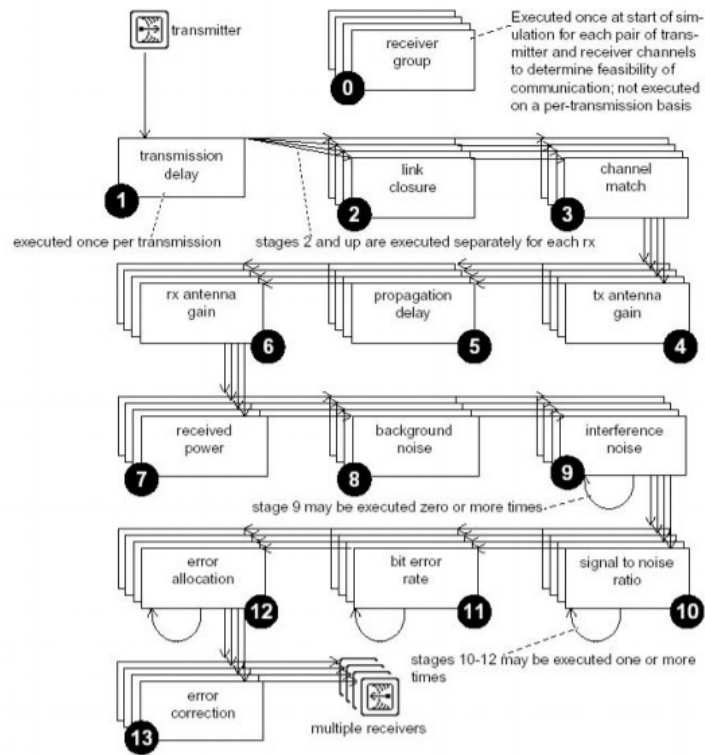 transmitter
receiver
group
0
Executed once at start of sim-
ulation for each pair of trans-
mitter and receiver channels
to determine feasibility of
communication; not executed
on a per-transmission basis
transmission
delay
1
link
closure
2
channel
match
3
executed once per transmission
stages 2 and up are executed separately for each rx
rx antenna
gain
6
propagation
delay
5
tx antenna
gain
4
received
power
7
background
noise
8
interference
noise
9
stage 9 may be executed zero or more times
error
allocation
12
bit error
rate
11
signal to noise
ratio
10
stages 10-12 may be executed one or more
times
error
correction
13
multiple receivers